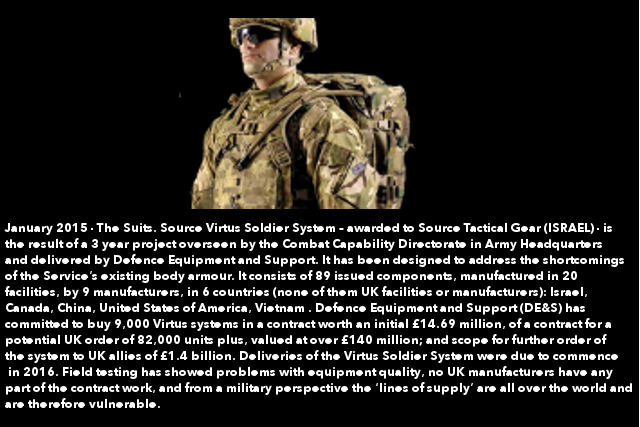 January 2015 - The Suits. Source Virtus Soldier System – awarded to Source Tactical Gear (ISRAEL) - is
the result of a 3 year project overseen by the Combat Capability Directorate in Army Headquarters
and delivered by Defence Equipment and Support. It has been designed to address the shortcomings
of the Service's existing body armour. It consists of 89 issued components, manufactured in 20
facilities, by 9 manufacturers, in 6 countries (none of them UK facilities or manufacturers): Israel,
Canada, China, United States of America, Vietnam . Defence Equipment and Support (DE&S) has
committed to buy 9,000 Virtus systems in a contract worth an initial £14.69 million, of a contract for a
potential UK order of 82,000 units plus, valued at over £140 million; and scope for further order of
the system to UK allies of £1.4 billion. Deliveries of the Virtus Soldier System were due to commence
in 2016. Field testing has showed problems with equipment quality, no UK manufacturers have any
part of the contract work, and from a military perspective the 'lines of supply' are all over the world and
are therefore vulnerable.